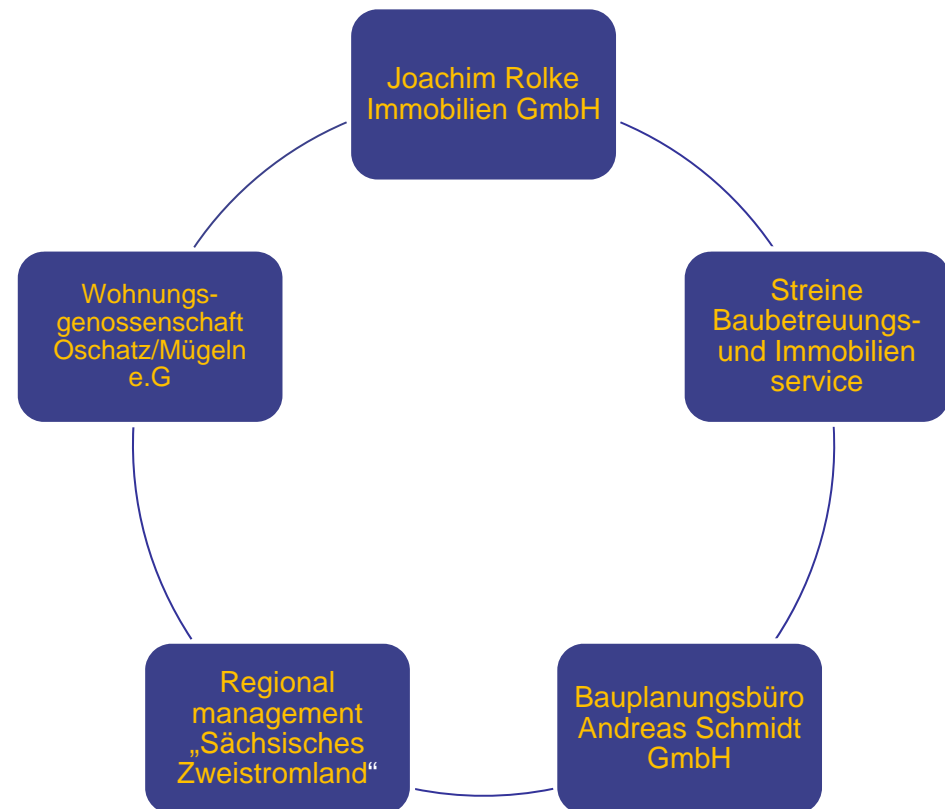 Joachim Rolke
Immobilien GmbH
Streine
Baubetreuungs-
und Immobilien
service
Bauplanungsbüro
Andreas Schmidt
GmbH
Regional
management
„Sächsisches
Zweistromland“
Wohnungs-
genossenschaft
Oschatz/Mügeln
e.G